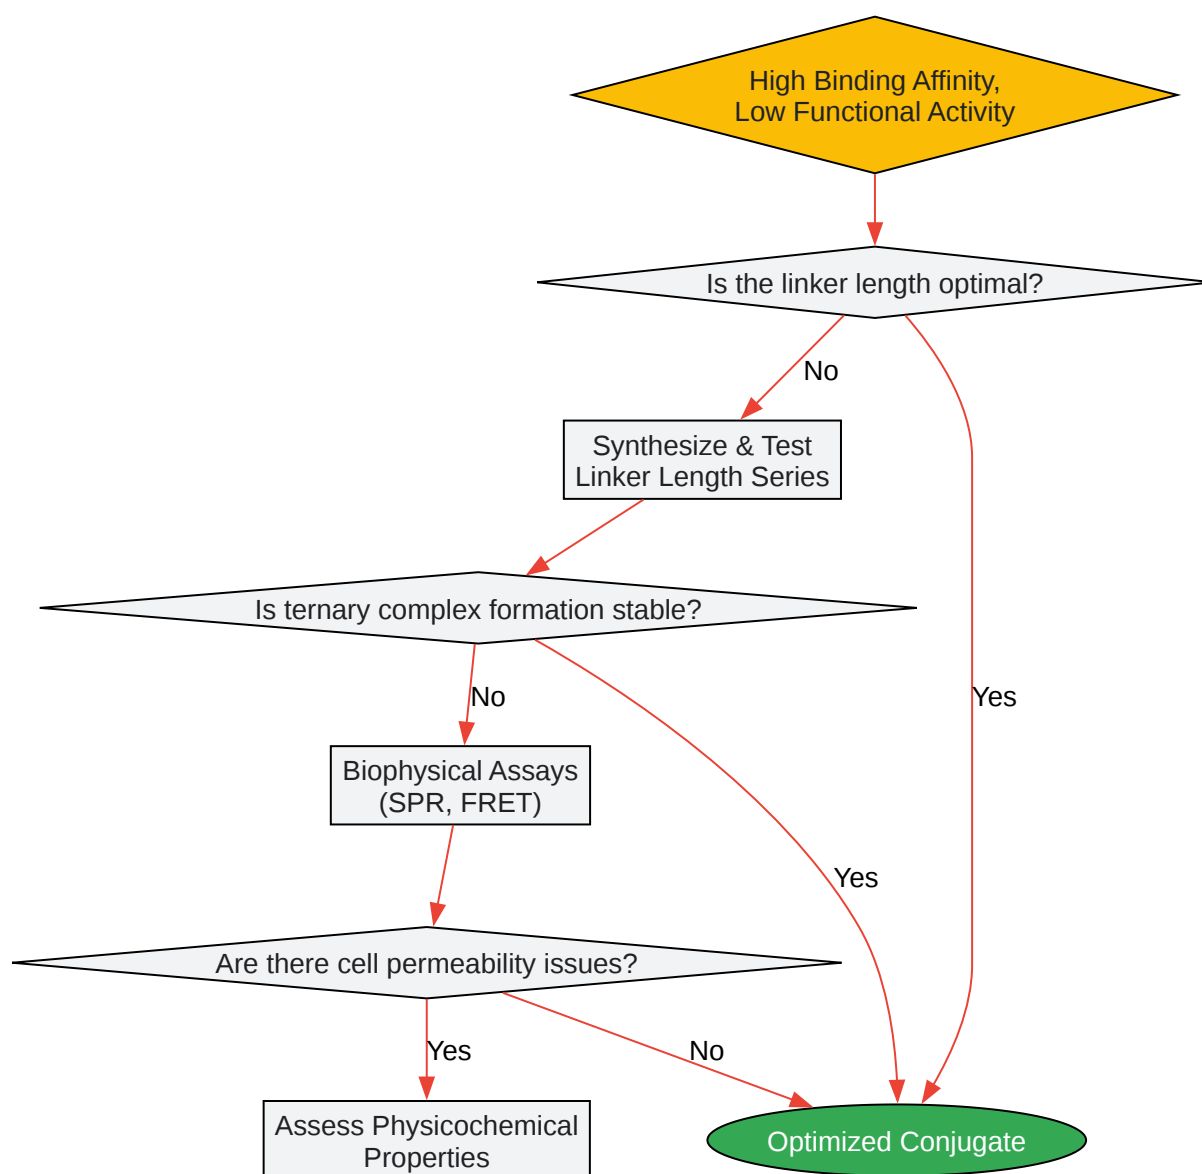 High Binding Affinity,
Low Functional Activity
Is the linker length optimal?
No
Synthesize & Test
Linker Length Series
Is ternary complex formation stable?
No
Yes
Biophysical Assays
(SPR, FRET)
Yes
Are there cell permeability issues?
Yes
No
Assess Physicochemical
Properties
Optimized Conjugate